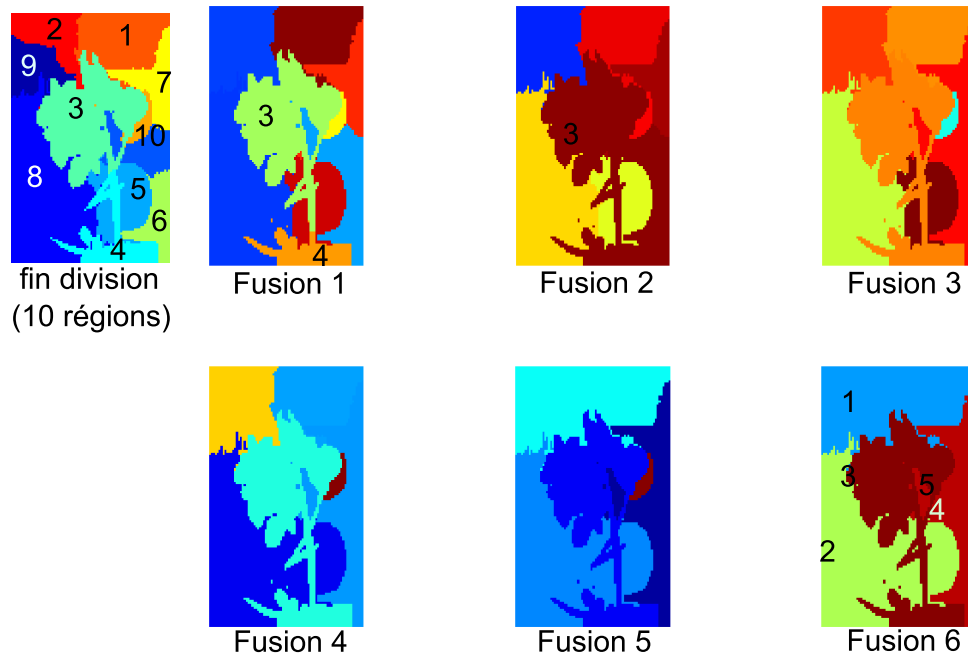 2 1
9
7
3
10
8
5
6
4
fin division
(10 régions)
3
4
Fusion 1
3
Fusion 2
Fusion 3
Fusion 4
Fusion 5
1
3
5
4
2
Fusion 6